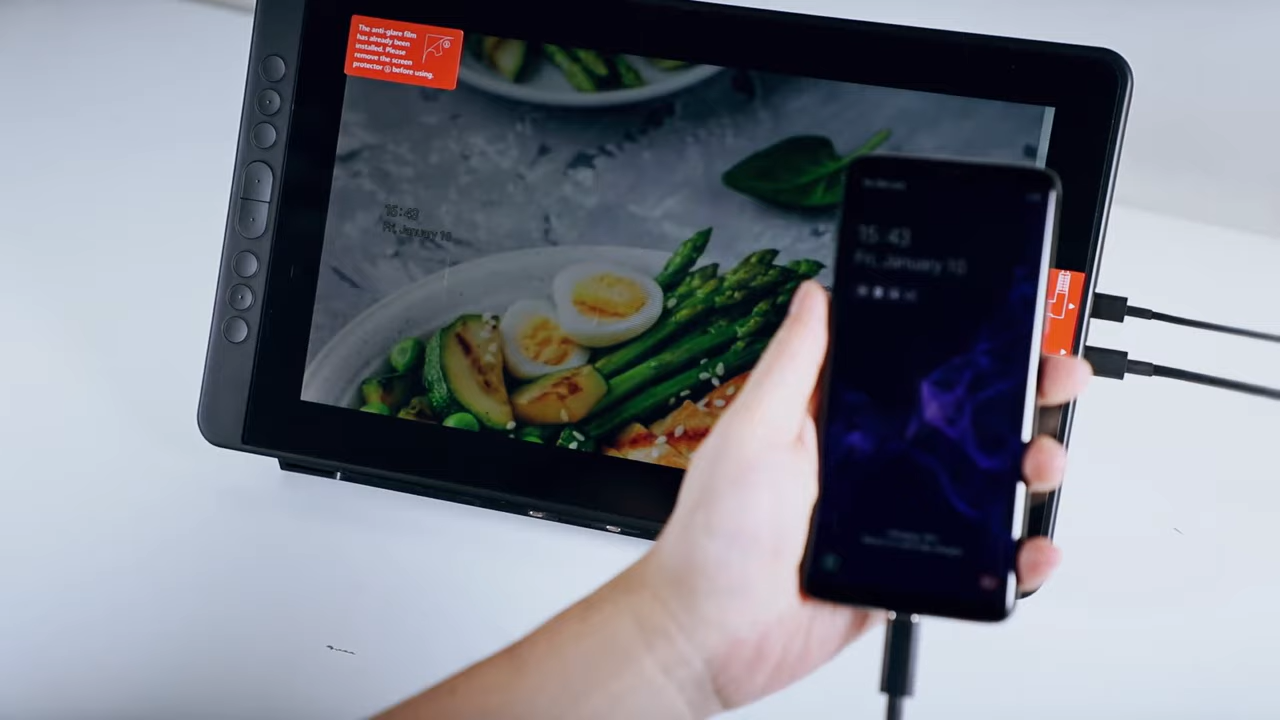 The anti-glare film
has already been
installed. Please
remove the screen
protector ① before using.
①
15:43
Fri, January 10
15:43
Fri, January 10